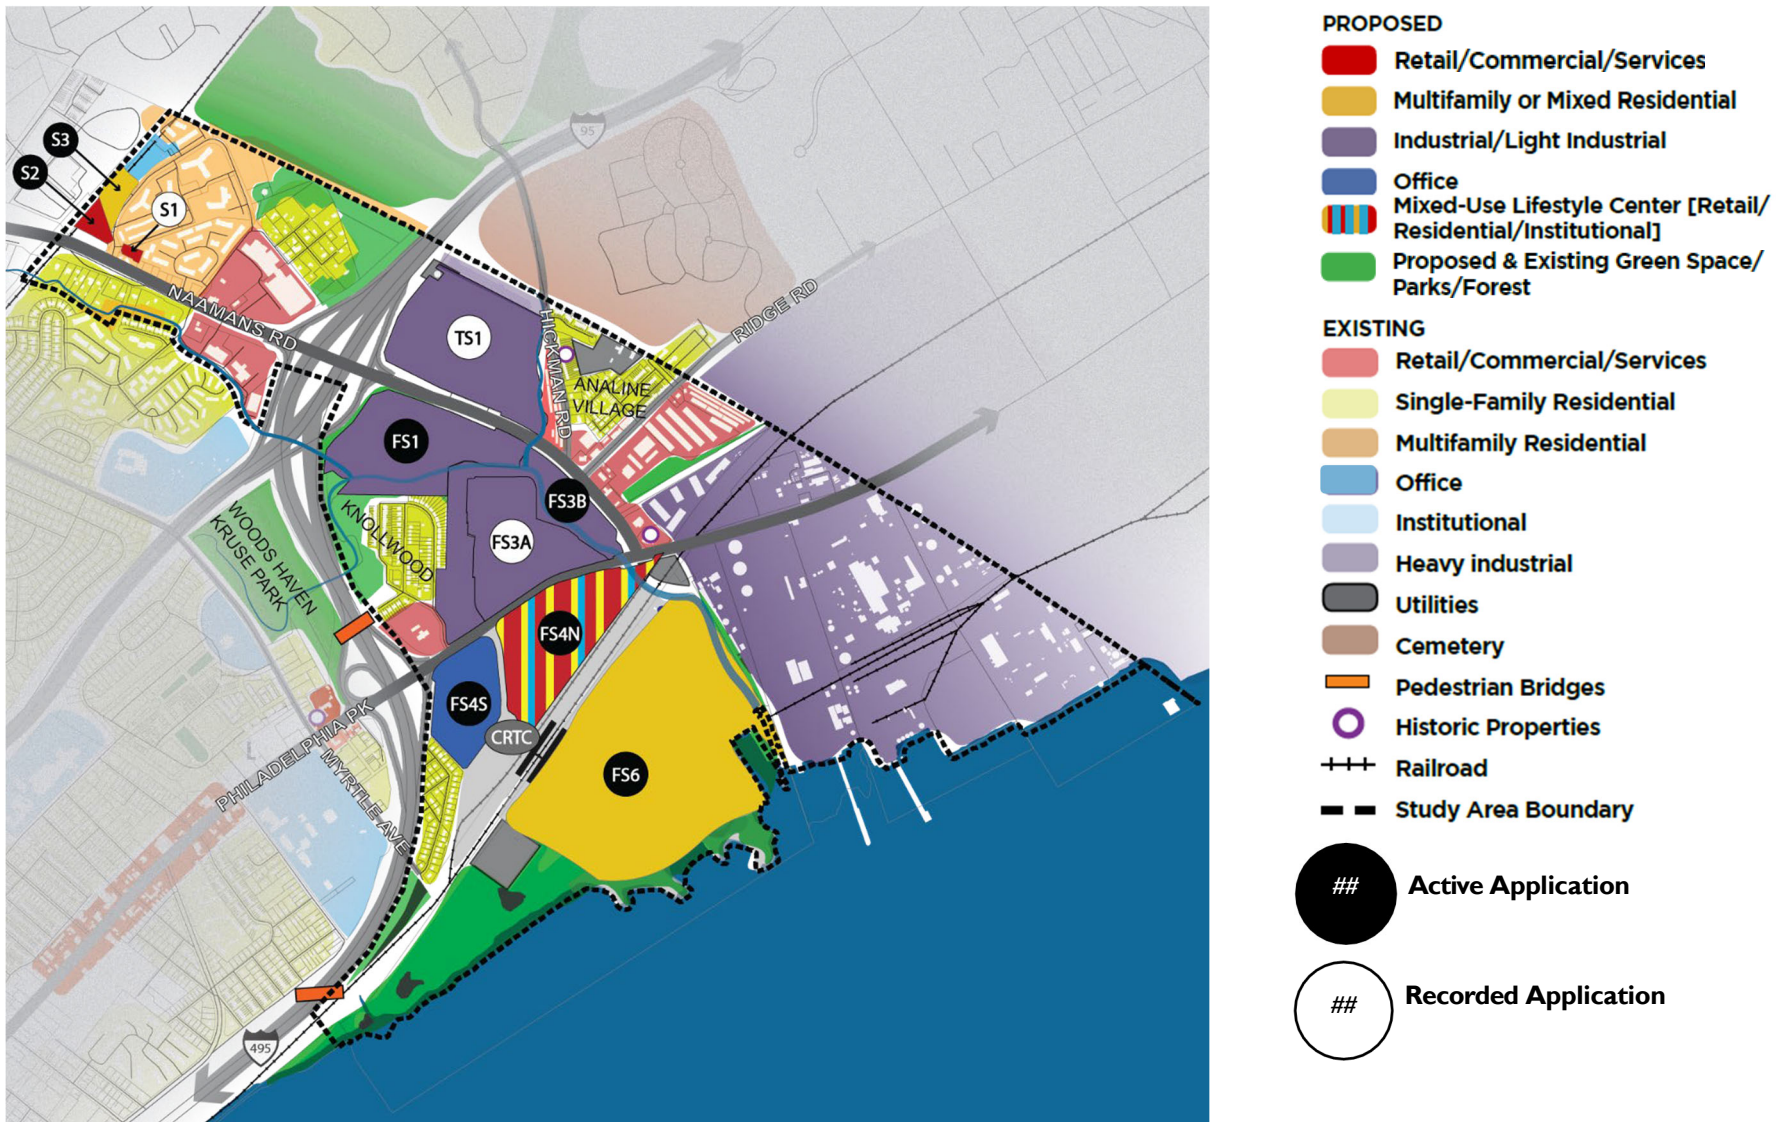 S3
S2
S1
95
NAAMANS RD
TS1
HICKMAN RD
RIDGE RD
ANALINE
VILLAGE
FS1
FS3B
KNOLLWOOD
FS3A
WOODS HAVEN
KRUSE PARK
FS4N
FS4S
CRTC
PHILADELPHIA PK
MYRTLE AVE
FS6
495
PROPOSED
Retail/Commercial/Services
Multifamily or Mixed Residential
Industrial/Light Industrial
Office
Mixed-Use Lifestyle Center [Retail/
Residential/Institutional]
Proposed & Existing Green Space/
Parks/Forest
EXISTING
Retail/Commercial/Services
Single-Family Residential
Multifamily Residential
Office
Institutional
Heavy industrial
Utilities
Cemetery
Pedestrian Bridges
Historic Properties
Railroad
Study Area Boundary
## Active Application
## Recorded Application